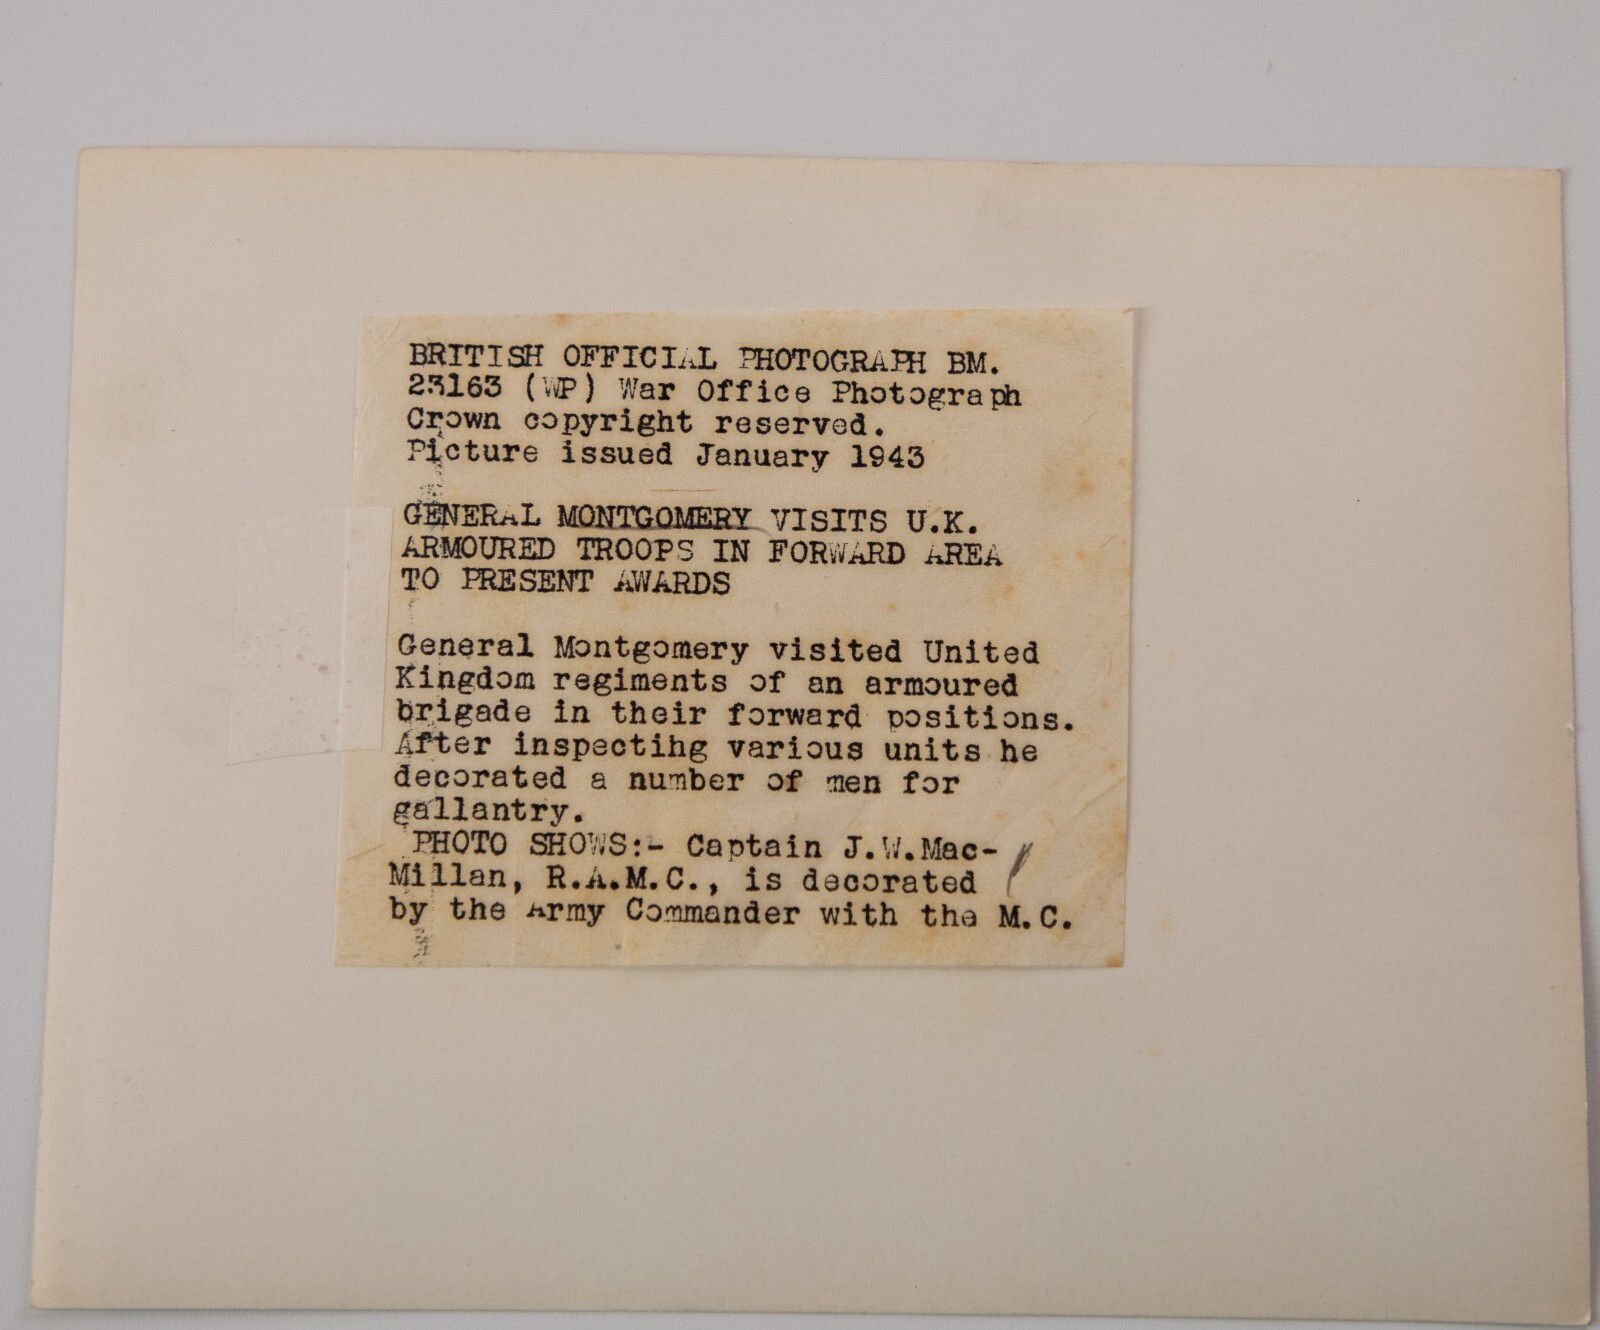 BRITISH OFFICIAL PHOTOGRAPH BM.
23163 (WP) War Office Photograph
Crown copyright reserved.
Picture issued January 1943
GENERAL MONTGOMERY VISITS U.K.
ARMOURED TROOPS IN FORWARD AREA
TO PRESENT AWARDS
General Montgomery visited United
Kingdom regiments of an armoured
brigade in their forward positions.
After inspectihg various units he
decorated a number of men for
gallantry.
PHOTO SHOWS:- Captain J.W.Mac-
Millan, R.A.M.C., is decorated
by the Army Commander with the M.C.